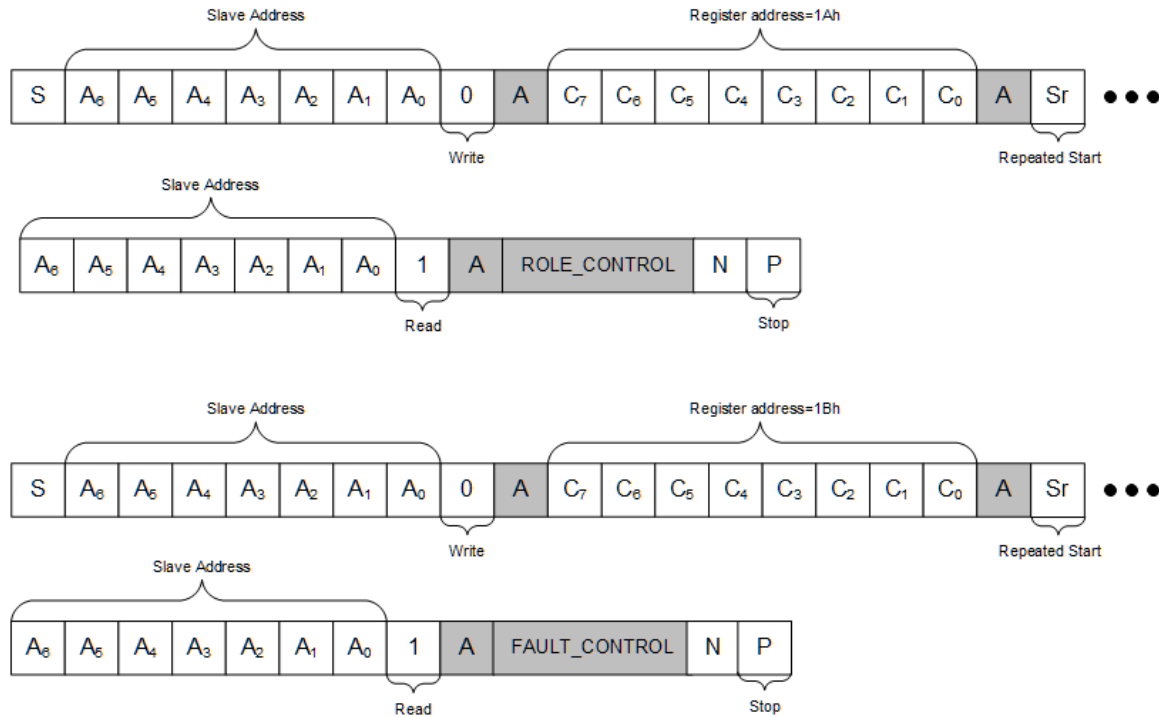 Slave Address Register address=1Ah
S A₆ A₅ A₄ A₃ A₂ A₁ A₀ 0 A C₇ C₆ C₅ C₄ C₃ C₂ C₁ C₀ A Sr
Write Repeated Start
Slave Address
A₆ A₅ A₄ A₃ A₂ A₁ A₀ 1 A ROLE_CONTROL N P
Read Stop
Slave Address Register address=1Bh
S A₆ A₅ A₄ A₃ A₂ A₁ A₀ 0 A C₇ C₆ C₅ C₄ C₃ C₂ C₁ C₀ A Sr
Write Repeated Start
Slave Address
A₆ A₅ A₄ A₃ A₂ A₁ A₀ 1 A FAULT_CONTROL N P
Read Stop